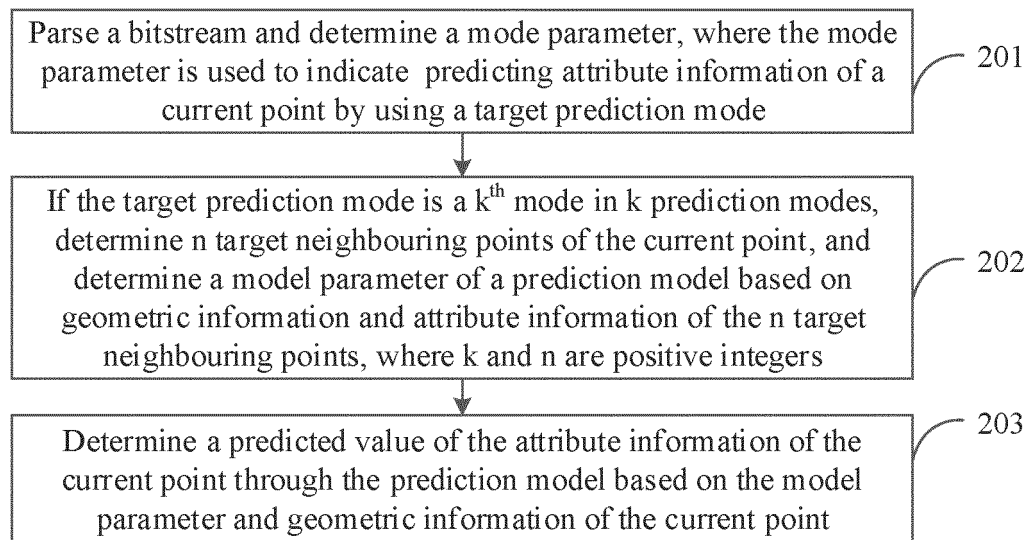 Parse a bitstream and determine a mode parameter, where the mode
parameter is used to indicate predicting attribute information of a
current point by using a target prediction mode
201
If the target prediction mode is a kth mode in k prediction modes,
determine n target neighbouring points of the current point, and
determine a model parameter of a prediction model based on
geometric information and attribute information of the n target
neighbouring points, where k and n are positive integers
202
Determine a predicted value of the attribute information of the
current point through the prediction model based on the model
parameter and geometric information of the current point
203